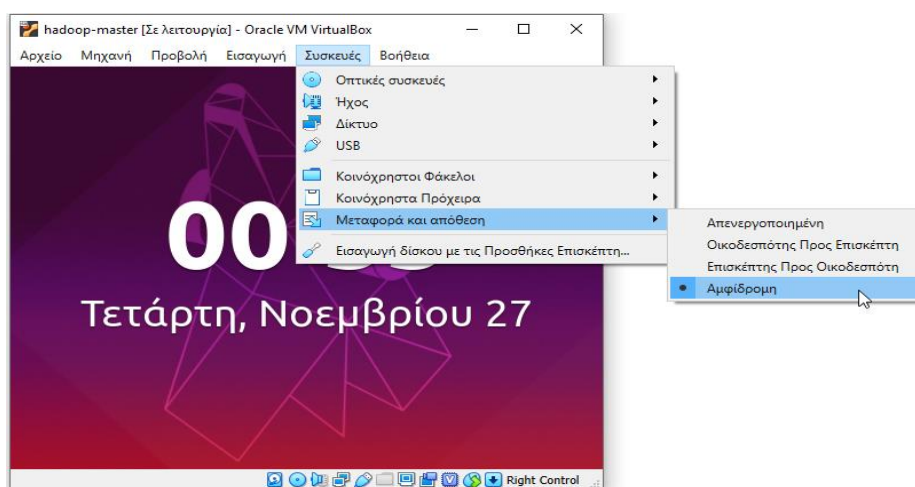 hadoop-master [Σε λειτουργία] - Oracle VM VirtualBox
Αρχείο Μηχανή Προβολή Εισαγωγή Συσκευές Βοήθεια
Οπτικές συσκευές
Ήχος
Δίκτυο
USB
Κοινόχρηστοι Φάκελοι
Κοινόχρηστα Πρόχειρα
Μεταφορά και απόθεση
Εισαγωγή δίσκου με τις Προσθήκες Επισκέπτη...
Απενεργοποιημένη
Οικοδεσπότης Προς Επισκέπτη
Επισκέπτης Προς Οικοδεσπότη
Αμφίδρομη
00
Τετάρτη, Νοεμβρίου 27
Right Control